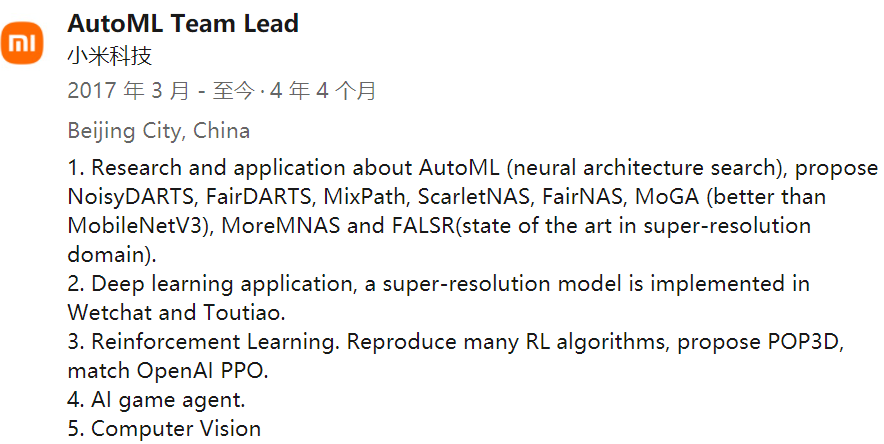 AutoML Team Lead
小米科技
2017 年 3 月 - 至今 · 4 年 4 个月
Beijing City, China
1. Research and application about AutoML (neural architecture search), propose
NoisyDARTS, FairDARTS, MixPath, ScarletNAS, FairNAS, MoGA (better than
MobileNetV3), MoreMNAS and FALSR(state of the art in super-resolution
domain).
2. Deep learning application, a super-resolution model is implemented in
Wetchat and Toutiao.
3. Reinforcement Learning. Reproduce many RL algorithms, propose POP3D,
match OpenAI PPO.
4. AI game agent.
5. Computer Vision